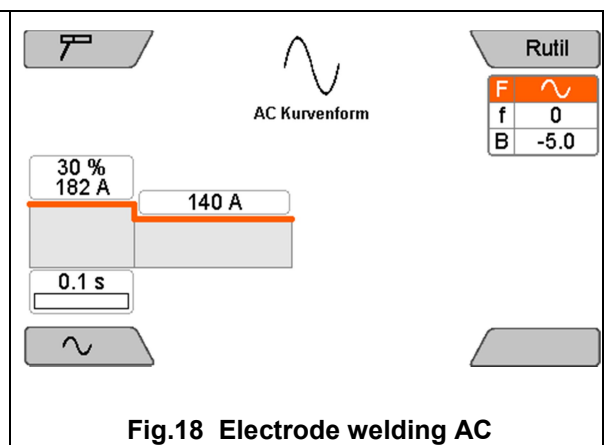 Rutil
AC Kurvenform
F
f 0
B -5.0
30 %
182 A
140 A
0.1 s
Fig.18 Electrode welding AC